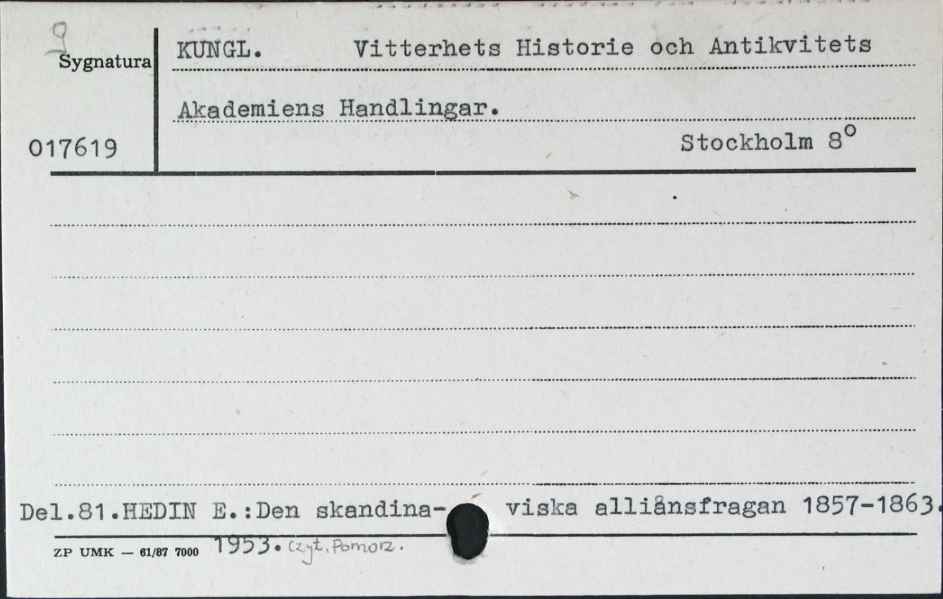 g
Sygnatura
KUNGL. Vitterhets Historie och Antikvitets
Akademiens Handlingar.
017619
Stockholm 8°
Del.81.HEDIN E.:Den skandina- viska alliånsfragan 1857-1863.
ZP UMK — 61/87 7000 1953. czyt. Pomorz.